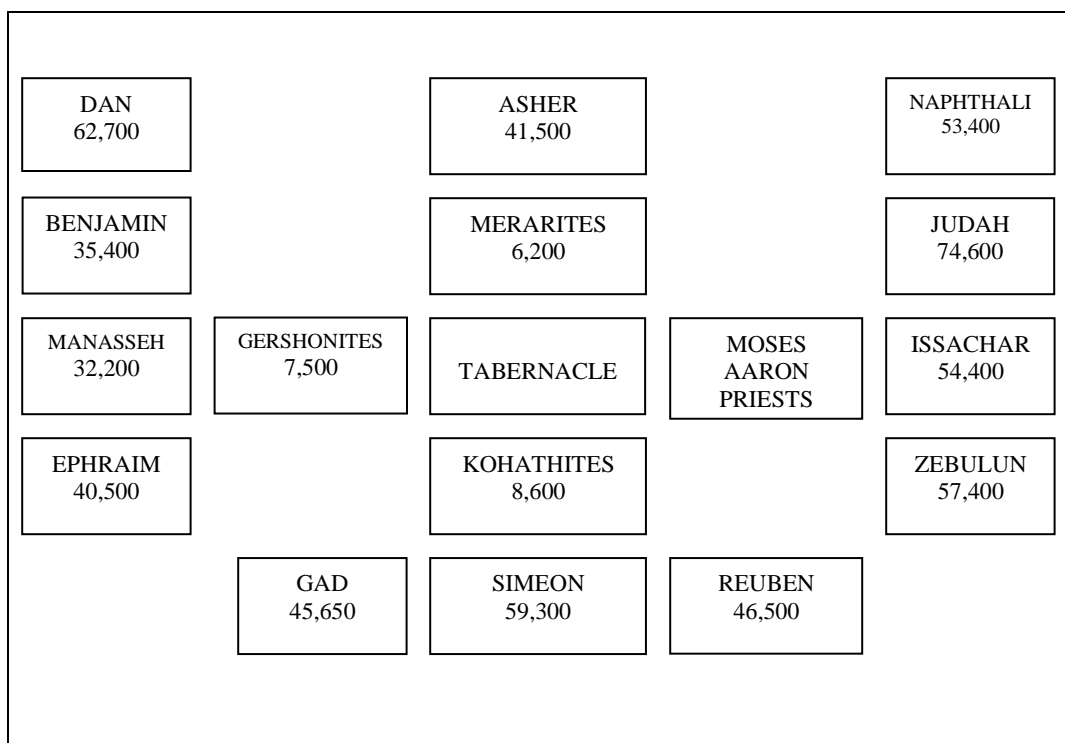 DAN
62,700
ASHER
41,500
NAPHTHALI
53,400
BENJAMIN
35,400
MERARITES
6,200
JUDAH
74,600
MANASSEH
32,200
GERSHONITES
7,500
TABERNACLE
MOSES
AARON
PRIESTS
ISSACHAR
54,400
EPHRAIM
40,500
KOHATHITES
8,600
ZEBULUN
57,400
GAD
45,650
SIMEON
59,300
REUBEN
46,500